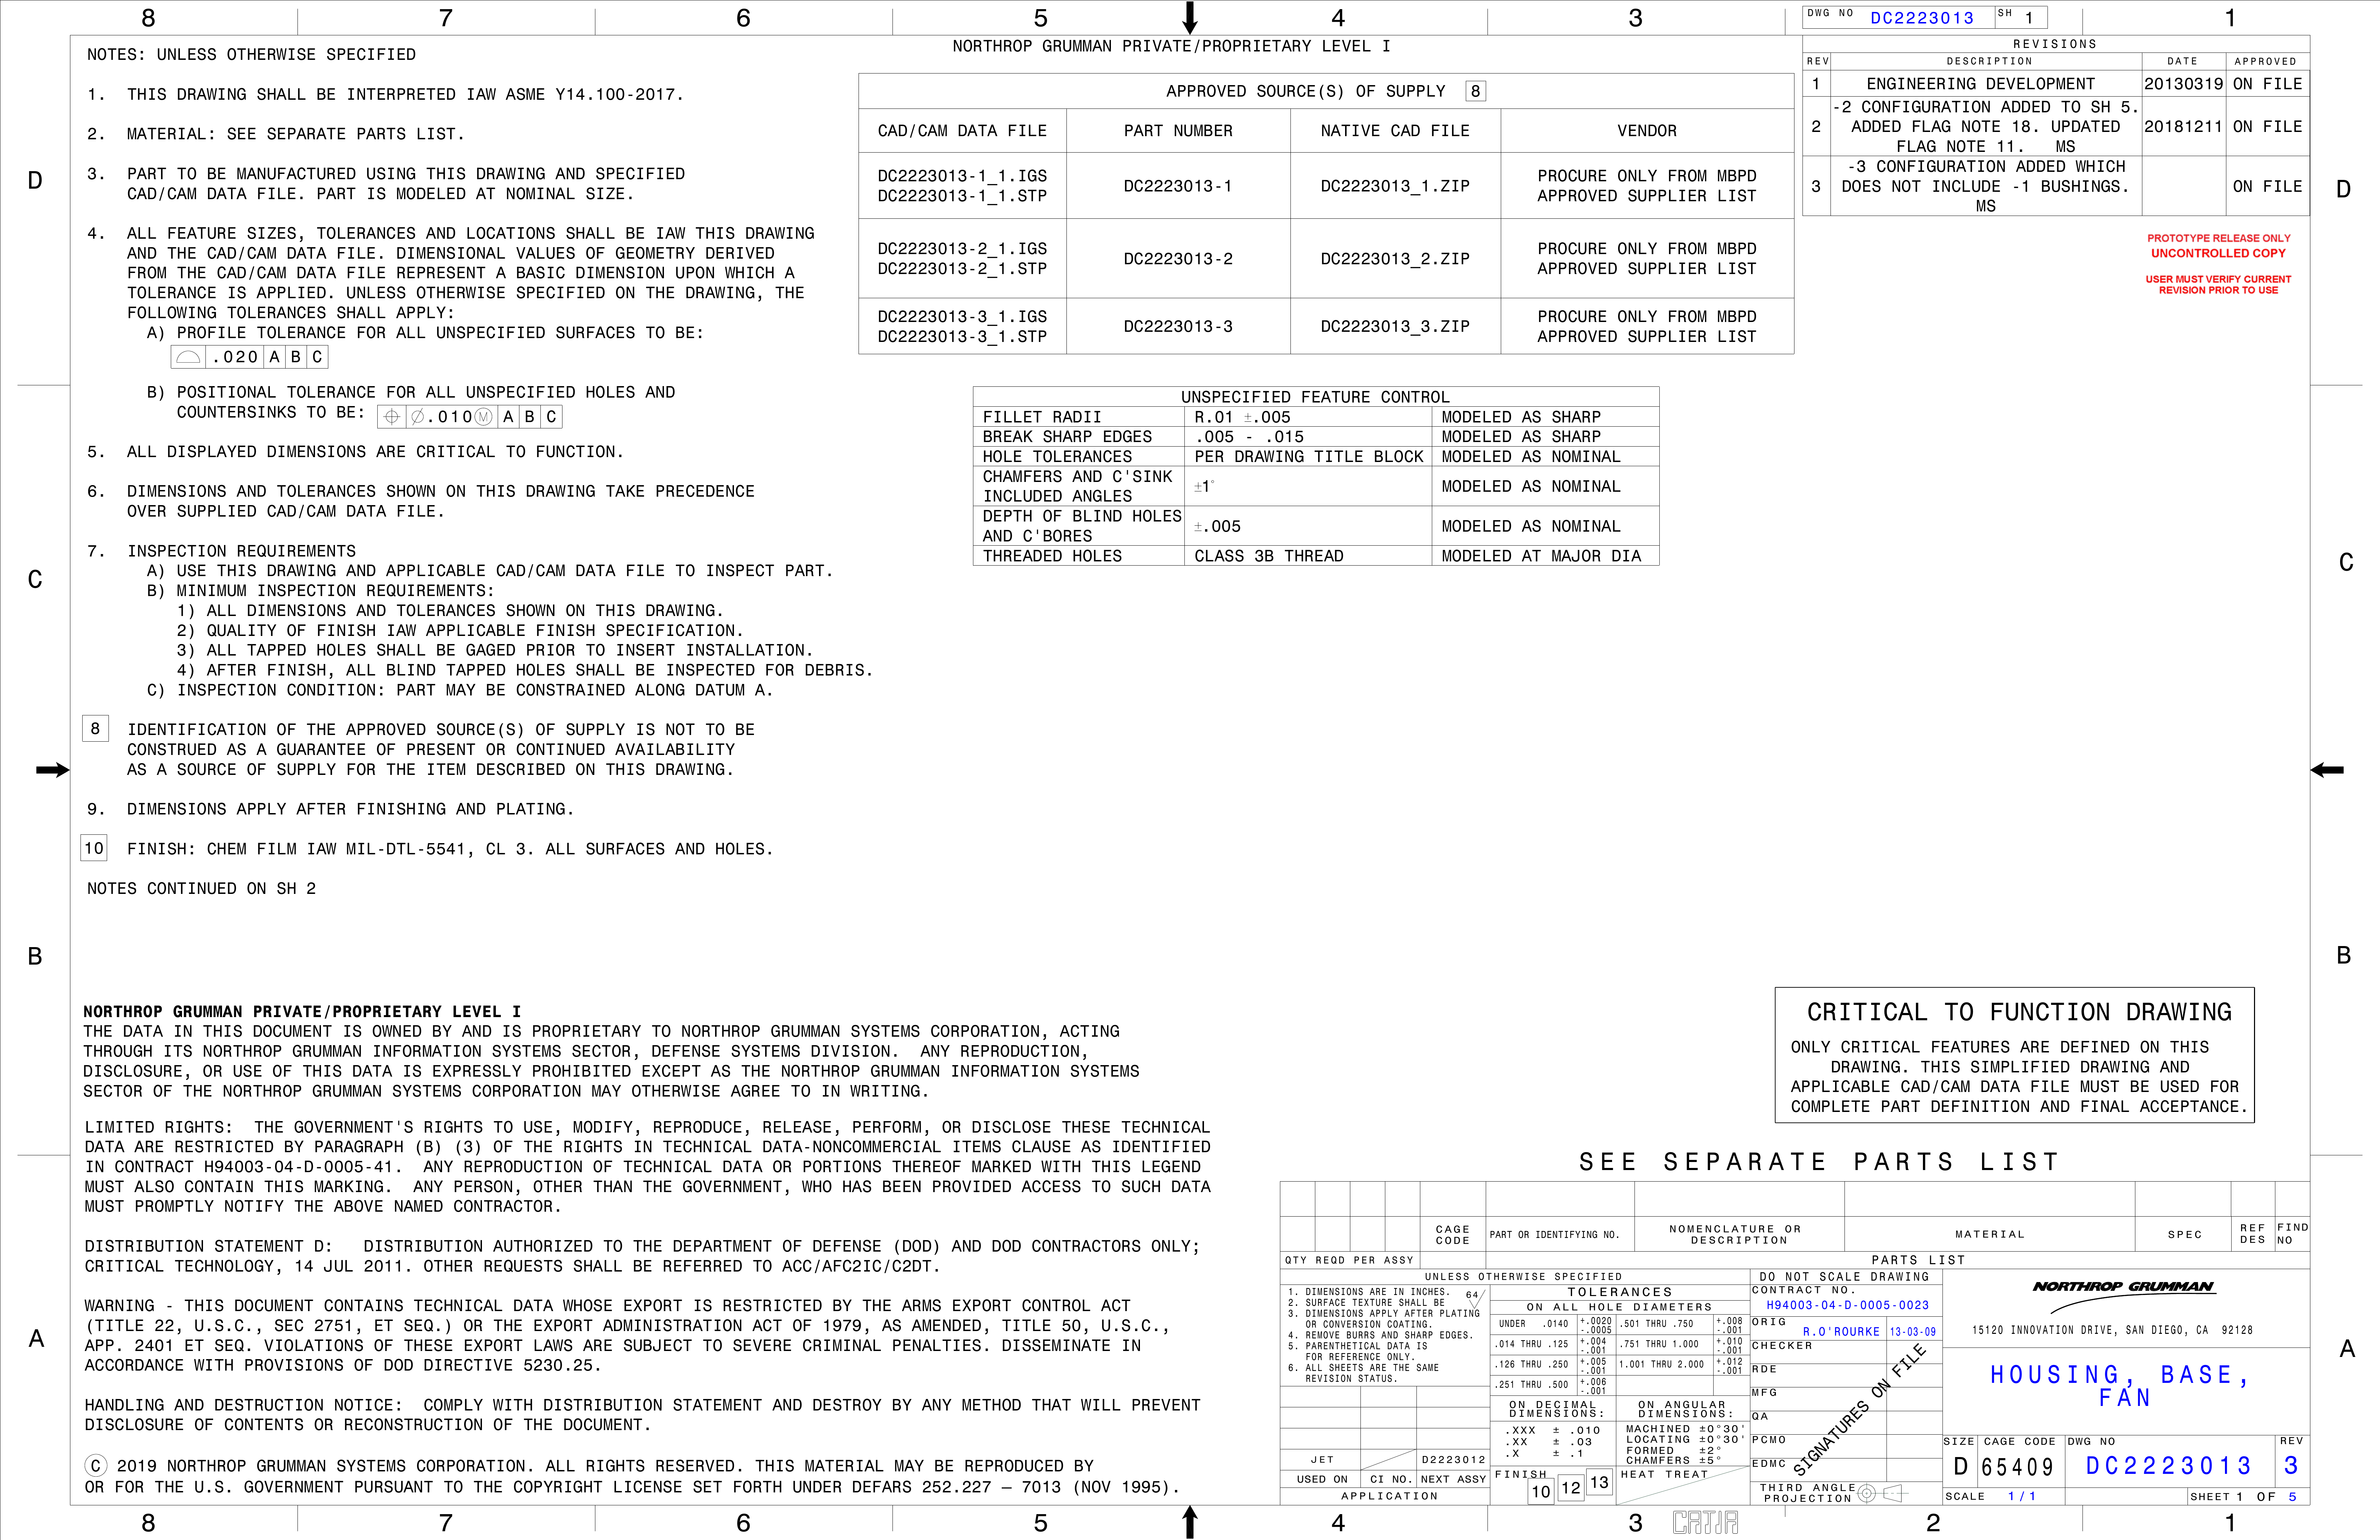 8 7 6 5 4 3 1
DWG NO DC2223013 SH 1
NORTHROP GRUMMAN PRIVATE/PROPRIETARY LEVEL I
NOTES: UNLESS OTHERWISE SPECIFIED
1. THIS DRAWING SHALL BE INTERPRETED IAW ASME Y14.100-2017.
2. MATERIAL: SEE SEPARATE PARTS LIST.
3. PART TO BE MANUFACTURED USING THIS DRAWING AND SPECIFIED
CAD/CAM DATA FILE. PART IS MODELED AT NOMINAL SIZE.
4. ALL FEATURE SIZES, TOLERANCES AND LOCATIONS SHALL BE IAW THIS DRAWING
AND THE CAD/CAM DATA FILE. DIMENSIONAL VALUES OF GEOMETRY DERIVED
FROM THE CAD/CAM DATA FILE REPRESENT A BASIC DIMENSION UPON WHICH A
TOLERANCE IS APPLIED. UNLESS OTHERWISE SPECIFIED ON THE DRAWING, THE
FOLLOWING TOLERANCES SHALL APPLY:
A) PROFILE TOLERANCE FOR ALL UNSPECIFIED SURFACES TO BE:
⌓ .020 A B C
B) POSITIONAL TOLERANCE FOR ALL UNSPECIFIED HOLES AND
COUNTERSINKS TO BE: ⌖ ∅.010Ⓜ A B C
5. ALL DISPLAYED DIMENSIONS ARE CRITICAL TO FUNCTION.
6. DIMENSIONS AND TOLERANCES SHOWN ON THIS DRAWING TAKE PRECEDENCE
OVER SUPPLIED CAD/CAM DATA FILE.
7. INSPECTION REQUIREMENTS
A) USE THIS DRAWING AND APPLICABLE CAD/CAM DATA FILE TO INSPECT PART.
B) MINIMUM INSPECTION REQUIREMENTS:
1) ALL DIMENSIONS AND TOLERANCES SHOWN ON THIS DRAWING.
2) QUALITY OF FINISH IAW APPLICABLE FINISH SPECIFICATION.
3) ALL TAPPED HOLES SHALL BE GAGED PRIOR TO INSERT INSTALLATION.
4) AFTER FINISH, ALL BLIND TAPPED HOLES SHALL BE INSPECTED FOR DEBRIS.
C) INSPECTION CONDITION: PART MAY BE CONSTRAINED ALONG DATUM A.
8 IDENTIFICATION OF THE APPROVED SOURCE(S) OF SUPPLY IS NOT TO BE
CONSTRUED AS A GUARANTEE OF PRESENT OR CONTINUED AVAILABILITY
AS A SOURCE OF SUPPLY FOR THE ITEM DESCRIBED ON THIS DRAWING.
9. DIMENSIONS APPLY AFTER FINISHING AND PLATING.
10 FINISH: CHEM FILM IAW MIL-DTL-5541, CL 3. ALL SURFACES AND HOLES.
NOTES CONTINUED ON SH 2
APPROVED SOURCE(S) OF SUPPLY 8
CAD/CAM DATA FILE PART NUMBER NATIVE CAD FILE VENDOR
DC2223013-1_1.IGS
DC2223013-1_1.STP
DC2223013-1
DC2223013_1.ZIP
PROCURE ONLY FROM MBPD
APPROVED SUPPLIER LIST
DC2223013-2_1.IGS
DC2223013-2_1.STP
DC2223013-2
DC2223013_2.ZIP
PROCURE ONLY FROM MBPD
APPROVED SUPPLIER LIST
DC2223013-3_1.IGS
DC2223013-3_1.STP
DC2223013-3
DC2223013_3.ZIP
PROCURE ONLY FROM MBPD
APPROVED SUPPLIER LIST
UNSPECIFIED FEATURE CONTROL
FILLET RADII R.01 ±.005 MODELED AS SHARP
BREAK SHARP EDGES .005 - .015 MODELED AS SHARP
HOLE TOLERANCES PER DRAWING TITLE BLOCK MODELED AS NOMINAL
CHAMFERS AND C'SINK
INCLUDED ANGLES
±1° MODELED AS NOMINAL
DEPTH OF BLIND HOLES
AND C'BORES
±.005 MODELED AS NOMINAL
THREADED HOLES CLASS 3B THREAD MODELED AT MAJOR DIA
REVISIONS
REV DESCRIPTION DATE APPROVED
1 ENGINEERING DEVELOPMENT 20130319 ON FILE
-2 CONFIGURATION ADDED TO SH 5.
2 ADDED FLAG NOTE 18. UPDATED 20181211 ON FILE
FLAG NOTE 11. MS
-3 CONFIGURATION ADDED WHICH
3 DOES NOT INCLUDE -1 BUSHINGS. ON FILE
MS
PROTOTYPE RELEASE ONLY
UNCONTROLLED COPY
USER MUST VERIFY CURRENT
REVISION PRIOR TO USE
D D
C C
B B
A A
NORTHROP GRUMMAN PRIVATE/PROPRIETARY LEVEL I
THE DATA IN THIS DOCUMENT IS OWNED BY AND IS PROPRIETARY TO NORTHROP GRUMMAN SYSTEMS CORPORATION, ACTING
THROUGH ITS NORTHROP GRUMMAN INFORMATION SYSTEMS SECTOR, DEFENSE SYSTEMS DIVISION. ANY REPRODUCTION,
DISCLOSURE, OR USE OF THIS DATA IS EXPRESSLY PROHIBITED EXCEPT AS THE NORTHROP GRUMMAN INFORMATION SYSTEMS
SECTOR OF THE NORTHROP GRUMMAN SYSTEMS CORPORATION MAY OTHERWISE AGREE TO IN WRITING.
LIMITED RIGHTS: THE GOVERNMENT'S RIGHTS TO USE, MODIFY, REPRODUCE, RELEASE, PERFORM, OR DISCLOSE THESE TECHNICAL
DATA ARE RESTRICTED BY PARAGRAPH (B) (3) OF THE RIGHTS IN TECHNICAL DATA-NONCOMMERCIAL ITEMS CLAUSE AS IDENTIFIED
IN CONTRACT H94003-04-D-0005-41. ANY REPRODUCTION OF TECHNICAL DATA OR PORTIONS THEREOF MARKED WITH THIS LEGEND
MUST ALSO CONTAIN THIS MARKING. ANY PERSON, OTHER THAN THE GOVERNMENT, WHO HAS BEEN PROVIDED ACCESS TO SUCH DATA
MUST PROMPTLY NOTIFY THE ABOVE NAMED CONTRACTOR.
DISTRIBUTION STATEMENT D: DISTRIBUTION AUTHORIZED TO THE DEPARTMENT OF DEFENSE (DOD) AND DOD CONTRACTORS ONLY;
CRITICAL TECHNOLOGY, 14 JUL 2011. OTHER REQUESTS SHALL BE REFERRED TO ACC/AFC2IC/C2DT.
WARNING - THIS DOCUMENT CONTAINS TECHNICAL DATA WHOSE EXPORT IS RESTRICTED BY THE ARMS EXPORT CONTROL ACT
(TITLE 22, U.S.C., SEC 2751, ET SEQ.) OR THE EXPORT ADMINISTRATION ACT OF 1979, AS AMENDED, TITLE 50, U.S.C.,
APP. 2401 ET SEQ. VIOLATIONS OF THESE EXPORT LAWS ARE SUBJECT TO SEVERE CRIMINAL PENALTIES. DISSEMINATE IN
ACCORDANCE WITH PROVISIONS OF DOD DIRECTIVE 5230.25.
HANDLING AND DESTRUCTION NOTICE: COMPLY WITH DISTRIBUTION STATEMENT AND DESTROY BY ANY METHOD THAT WILL PREVENT
DISCLOSURE OF CONTENTS OR RECONSTRUCTION OF THE DOCUMENT.
© 2019 NORTHROP GRUMMAN SYSTEMS CORPORATION. ALL RIGHTS RESERVED. THIS MATERIAL MAY BE REPRODUCED BY
OR FOR THE U.S. GOVERNMENT PURSUANT TO THE COPYRIGHT LICENSE SET FORTH UNDER DEFARS 252.227 – 7013 (NOV 1995).
CRITICAL TO FUNCTION DRAWING
ONLY CRITICAL FEATURES ARE DEFINED ON THIS
DRAWING. THIS SIMPLIFIED DRAWING AND
APPLICABLE CAD/CAM DATA FILE MUST BE USED FOR
COMPLETE PART DEFINITION AND FINAL ACCEPTANCE.
SEE SEPARATE PARTS LIST
QTY REQD PER ASSY
CAGE
CODE
PART OR IDENTIFYING NO.
NOMENCLATURE OR
DESCRIPTION
MATERIAL
SPEC
REF
DES
FIND
NO
PARTS LIST
UNLESS OTHERWISE SPECIFIED
1. DIMENSIONS ARE IN INCHES. 64
2. SURFACE TEXTURE SHALL BE
3. DIMENSIONS APPLY AFTER PLATING
OR CONVERSION COATING.
4. REMOVE BURRS AND SHARP EDGES.
5. PARENTHETICAL DATA IS
FOR REFERENCE ONLY.
6. ALL SHEETS ARE THE SAME
REVISION STATUS.
TOLERANCES
ON ALL HOLE DIAMETERS
UNDER .0140 +.0020 -.0005 .501 THRU .750 +.008 -.001
.014 THRU .125 +.004 -.001 .751 THRU 1.000 +.010 -.001
.126 THRU .250 +.005 -.001 1.001 THRU 2.000 +.012 -.001
.251 THRU .500 +.006 -.001
ON DECIMAL
DIMENSIONS:
.XXX ± .010
.XX ± .03
.X ± .1
ON ANGULAR
DIMENSIONS:
MACHINED ±0°30'
LOCATING ±0°30'
FORMED ±2°
CHAMFERS ±5°
JET D2223012
USED ON CI NO. NEXT ASSY
APPLICATION
FINISH 10 12 13
HEAT TREAT
DO NOT SCALE DRAWING
CONTRACT NO.
H94003-04-D-0005-0023
ORIG R.O'ROURKE 13-03-09
CHECKER
RDE
MFG
QA
PCMO
EDMC
SIGNATURES ON FILE
THIRD ANGLE
PROJECTION
NORTHROP GRUMMAN
15120 INNOVATION DRIVE, SAN DIEGO, CA 92128
HOUSING, BASE,
FAN
SIZE D
CAGE CODE 65409
DWG NO DC2223013
REV 3
SCALE 1/1
SHEET 1 OF 5
8 7 6 5 4 3 2 1
CATIA